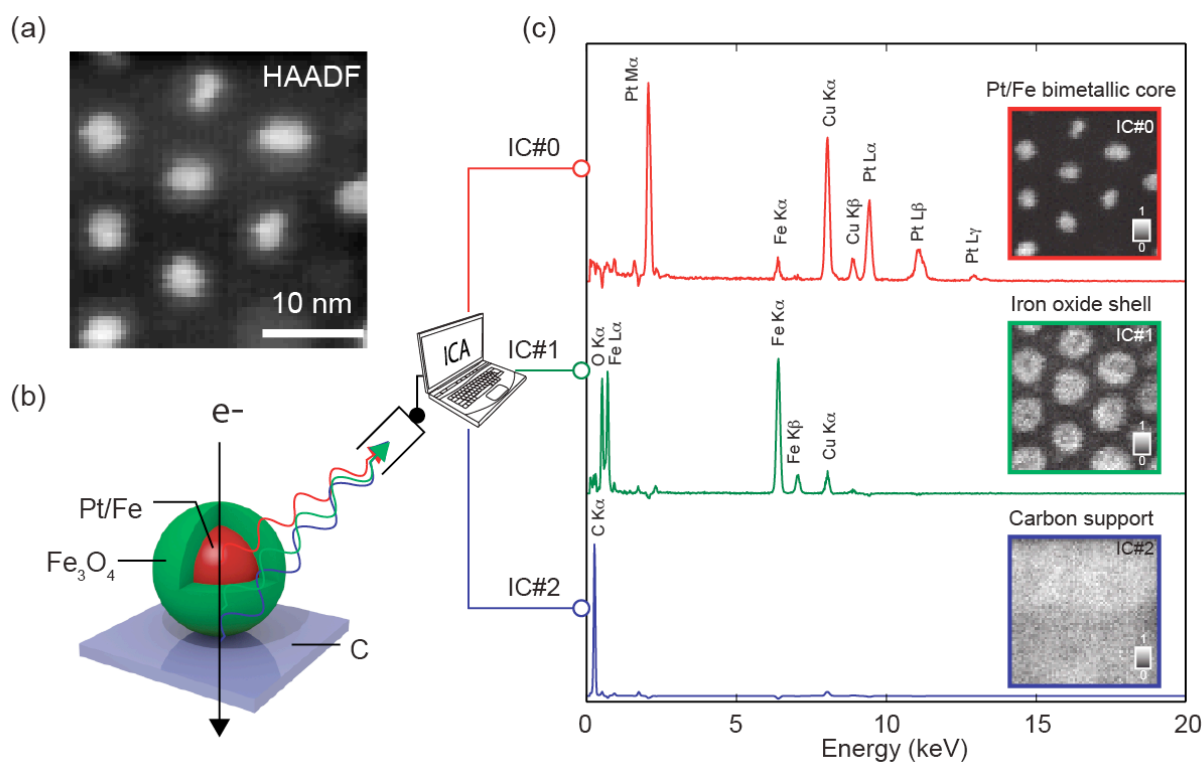 (a)
HAADF
10 nm
(b)
e-
Pt/Fe
Fe₃O₄
C
ICA
IC#0
IC#1
IC#2
(c)
Pt Mα
Fe Kα
Cu Kα
Cu Kβ
Pt Lα
Pt Lβ
Pt Lγ
Pt/Fe bimetallic core
IC#0
1
0
O Kα
Fe Lα
Fe Kα
Fe Kβ
Cu Kα
Iron oxide shell
IC#1
1
0
C Kα
Carbon support
IC#2
1
0
0 5 10 15 20
Energy (keV)